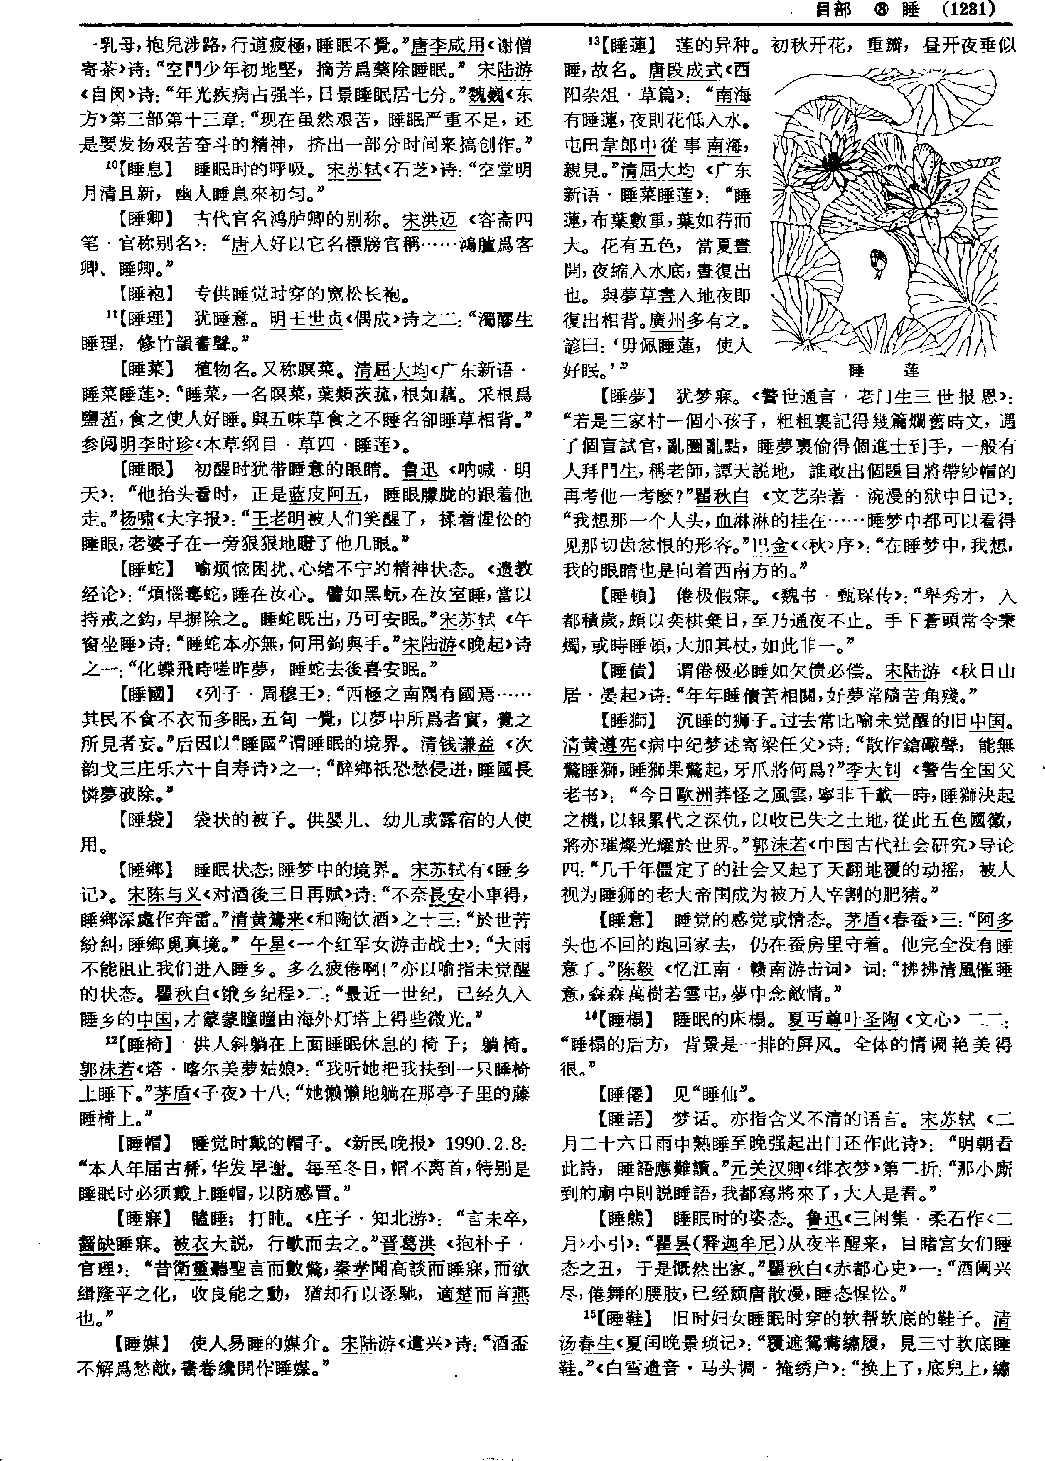 目部 ⑧ 睡 (1231)
乳母,抱兒涉路,行道疲極,睡眠不覺。”唐李咸用《谢僧
寄茶》诗:“空門少年初地堅,摘芳爲藥除睡眠。” 宋陆游
《自闵》诗:“年光疾病占强半,日景睡眠居七分。”魏巍《东
方》第三部第十三章:“现在虽然艰苦,睡眠严重不足,还
是要发扬艰苦奋斗的精神,挤出一部分时间来搞创作。”
10【睡息】 睡眠时的呼吸。宋苏轼《石芝》诗:“空堂明
月清且新,幽人睡息來初匀。”
【睡卿】 古代官名鸿胪卿的别称。宋洪迈《容斋四
笔·官称别名》:“唐人好以它名標牓官稱……鴻臚爲客
卿、睡卿。”
【睡袍】 专供睡觉时穿的宽松长袍。
11【睡理】 犹睡意。明王世贞《偶成》诗之二:“濁醪生
睡理,修竹韻書聲。”
【睡菜】 植物名。又称瞑菜。清屈大均《广东新语·
睡菜睡莲》:“睡菜,一名瞑菜,葉類茨菰,根如藕。采根爲
鹽菹,食之使人好睡。與五味草食之不睡名卻睡草相背。”
参阅明李时珍《本草纲目·草四·睡莲》。
【睡眼】 初醒时犹带睡意的眼睛。鲁迅《呐喊·明
天》:“他抬头看时,正是蓝皮阿五,睡眼朦胧的跟着他
走。”杨啸《大字报》:“王老明被人们笑醒了,揉着惺忪的
睡眼,老婆子在一旁狠狠地瞪了他几眼。”
【睡蛇】 喻烦恼困扰、心绪不宁的精神状态。《遗教
经论》:“煩惱毒蛇,睡在汝心。譬如黑蚖,在汝室睡,當以
持戒之鈎,早摒除之。睡蛇既出,乃可安眠。”宋苏轼《午
窗坐睡》诗:“睡蛇本亦無,何用鈎與手。”宋陆游《晚起》诗
之一:“化蝶飛時嗟昨夢,睡蛇去後喜安眠。”
【睡國】 《列子·周穆王》:“西極之南隅有國焉……
其民不食不衣而多眠,五旬一覺,以夢中所爲者實,覺之
所見者妄。”后因以“睡國”谓睡眠的境界。清钱谦益《次
韵戈三庄乐六十自寿诗》之一:“醉鄉祇恐愁侵进,睡國長
憐夢破除。”
【睡袋】 袋状的被子。供婴儿、幼儿或露宿的人使
用。
【睡鄉】 睡眠状态;睡梦中的境界。宋苏轼有《睡乡
记》。宋陈与义《对酒後三日再赋》诗:“不奈長安小車得,
睡鄉深處作奔雷。”清黄鷟来《和陶饮酒》之十三:“於世苦
紛糾,睡鄉覓真境。” 午星《一个红军女游击战士》:“大雨
不能阻止我们进入睡乡。多么疲倦啊!”亦以喻指未觉醒
的状态。瞿秋白《饿乡纪程》二:“最近一世纪,已经久入
睡乡的中国,才蒙蒙瞳瞳由海外灯塔上得些微光。”
12【睡椅】 供人斜躺在上面睡眠休息的椅子;躺椅。
郭沫若《塔·喀尔美萝姑娘》:“我听她把我扶到一只睡椅
上睡下。”茅盾《子夜》十八:“她懒懒地躺在那亭子里的藤
睡椅上。”
【睡帽】 睡觉时戴的帽子。《新民晚报》1990.2.8:
“本人年届古稀,华发早谢。每至冬日,帽不离首,特别是
睡眠时必须戴上睡帽,以防感冒。”
【睡寐】 瞌睡;打盹。《庄子·知北游》:“言未卒,
齧缺睡寐。被衣大説,行歌而去之。”晋葛洪《抱朴子·
官理》:“昔衛靈聽聖言而數驚,秦孝聞高談而睡寐,而欲
缉隆平之化,收良能之勳,猶却行以逐馳,適楚而首燕
也。”
【睡媒】 使人易睡的媒介。宋陆游《遣兴》诗:“酒盃
不解爲愁敵,書卷纔開作睡媒。”
13【睡蓮】 莲的异种。初秋开花,重瓣,昼开夜垂似
睡,故名。唐段成式《酉
阳杂俎·草篇》:“南海
有睡蓮,夜則花低入水。
屯田韋郎中從事南海,
親見。”清屈大均《广东
新语·睡菜睡莲》:“睡
蓮,布葉數重,葉如荇而
大。花有五色,當夏晝
開,夜缩入水底,晝復出
也。與夢草晝入地夜即
復出相背。廣州多有之。
諺曰:‘毋佩睡蓮,使人
好眠。’”
睡 莲
【睡夢】 犹梦寐。《警世通言·老门生三世报恩》:
“若是三家村一個小孩子,粗粗裏記得幾篇爛舊時文,遇
了個盲試官,亂圈亂點,睡夢裏偷得個進士到手,一般有
人拜門生,稱老師,譚天説地,誰敢出個題目將帶紗帽的
再考他一考麽?”瞿秋白《文艺杂著·涴漫的狱中日记》:
“我想那一个人头,血淋淋的挂在……睡梦中都可以看得
见那切齿忿恨的形容。”巴金《〈秋〉序》:“在睡梦中,我想,
我的眼睛也是向着西南方的。”
【睡頓】 倦极假寐。《魏书·甄琛传》:“舉秀才,入
都積歲,頗以奕棋棄日,至乃通夜不止。手下蒼頭常令秉
燭,或時睡頓,大加其杖,如此非一。”
【睡債】 谓倦极必睡如欠债必偿。宋陆游《秋日山
居·晏起》诗:“年年睡債苦相關,好夢常隨苦角殘。”
【睡獅】 沉睡的狮子。过去常比喻未觉醒的旧中国。
清黄遵宪《病中纪梦述寄梁任父》诗:“散作鎗礮聲,能無
驚睡獅,睡獅果驚起,牙爪將何爲?”李大钊《警告全国父
老书》:“今日歐洲莽怪之風雲,寧非千載一時,睡獅決起
之機,以報累代之深仇,以收已失之土地,從此五色國徽,
將亦璀燦光耀於世界。”郭沫若《中国古代社会研究》导论
四:“几千年僵定了的社会又起了天翻地覆的动摇,被人
视为睡狮的老大帝国成为被万人宰割的肥猪。”
【睡意】 睡觉的感觉或情态。茅盾《春蚕》三:“阿多
头也不回的跑回家去,仍在蚕房里守着。他完全没有睡
意了。”陈毅《忆江南·赣南游击词》词:“拂拂清風催睡
意,森森萬樹若雲屯,夢中念敵情。”
14【睡榻】 睡眠的床榻。夏丏尊叶圣陶《文心》二二:
“睡榻的后方,背景是一排的屏风。全体的情调艳美得
很。”
【睡僊】 见“睡仙”。
【睡語】 梦话。亦指含义不清的语言。宋苏轼《二
月二十六日雨中熟睡至晚强起出门还作此诗》:“明朝看
此詩,睡語應難讀。”元关汉卿《绯衣梦》第二折:“那小廝
到的廟中則説睡語,我都寫將來了,大人是看。”
【睡態】 睡眠时的姿态。鲁迅《三闲集·柔石作〈二
月〉小引》:“瞿昙(释迦牟尼)从夜半醒来,目睹宫女们睡
态之丑,于是慨然出家。”瞿秋白《赤都心史》一:“酒阑兴
尽,倦舞的腰肢,已经颓唐散漫,睡态惺忪。”
15【睡鞋】 旧时妇女睡眠时穿的软帮软底的鞋子。清
汤春生《夏闺晚景琐记》:“覆遮鴛鴦繡履,見三寸軟底睡
鞋。”《白雪遗音·马头调·掩绣户》:“换上了,底兒上,繡